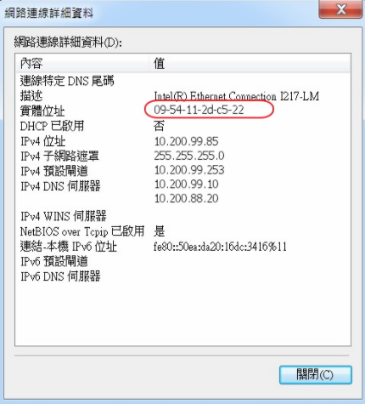 網路連線詳細資料
網路連線詳細資料(D):
內容 值
連線特定 DNS 尾碼
描述 Intel(R) Ethernet Connection I217-LM
實體位址 09-54-11-2d-c5-22
DHCP 已啟用 否
IPv4 位址 10.200.99.85
IPv4 子網路遮罩 255.255.255.0
IPv4 預設閘道 10.200.99.253
IPv4 DNS 伺服器 10.200.99.10
10.200.88.20
IPv4 WINS 伺服器
NetBIOS over Tcpip 已啟用 是
連結-本機 IPv6 位址 fe80::50ea:da20:16dc:3416%11
IPv6 預設閘道
IPv6 DNS 伺服器
關閉(C)